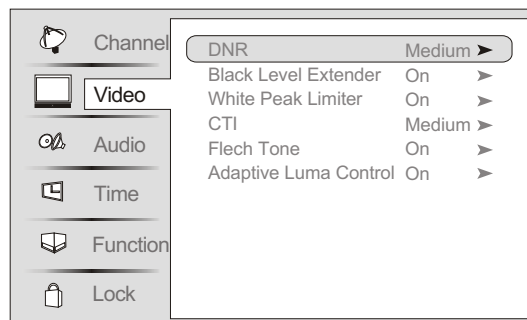 Channel
Video
Audio
Time
Function
Lock
DNR Medium
Black Level Extender On
White Peak Limiter On
CTI Medium
Flech Tone On
Adaptive Luma Control On